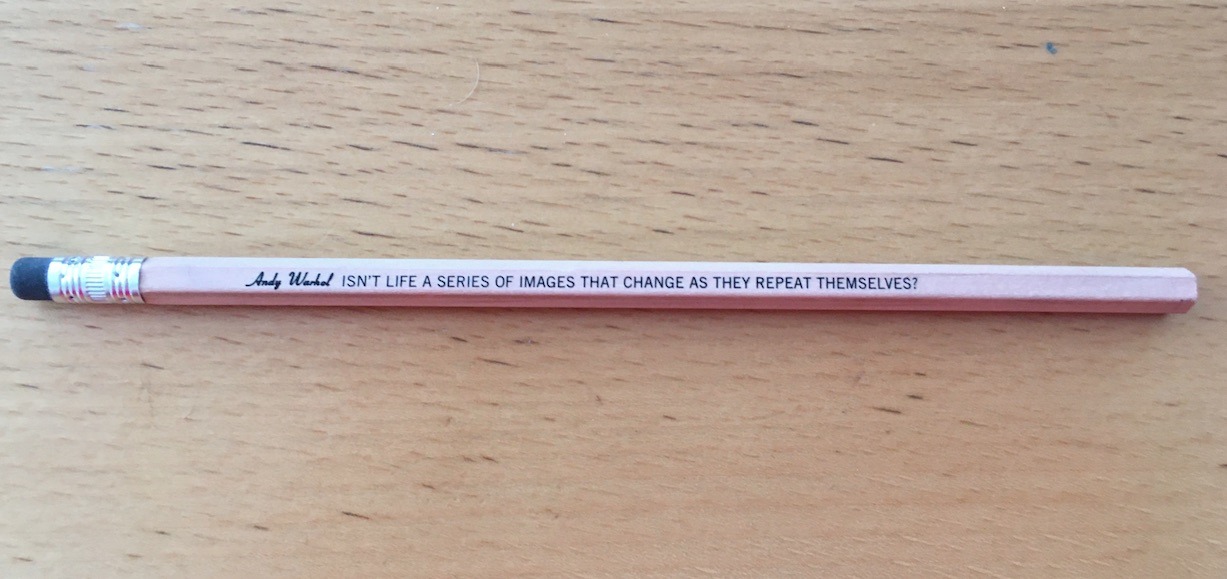 Andy Warhol ISN'T LIFE A SERIES OF IMAGES THAT CHANGE AS THEY REPEAT THEMSELVES?